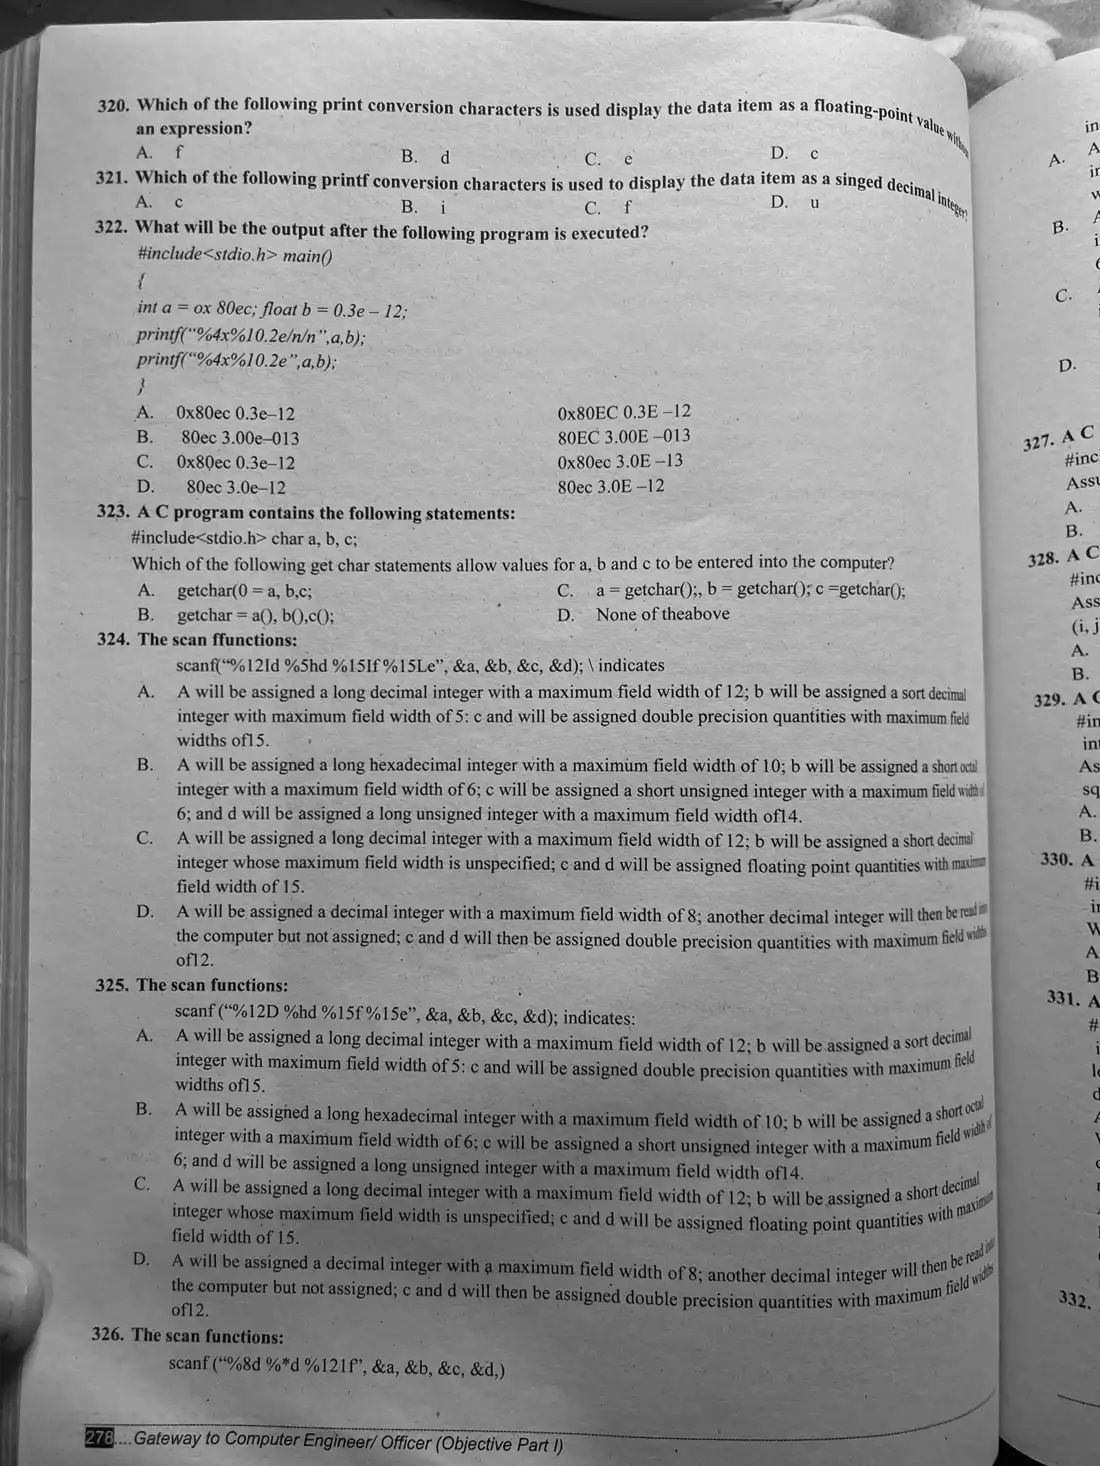 320. Which of the following print conversion characters is used display the data item as a floating-point value without
an expression?
A. f B. d C. e D. c
321. Which of the following printf conversion characters is used to display the data item as a singed decimal integer?
A. c B. i C. f D. u
322. What will be the output after the following program is executed?
#include<stdio.h> main()
{
int a = ox 80ec; float b = 0.3e – 12;
printf(“%4x%10.2e/n/n”,a,b);
printf(“%4x%10.2e”,a,b);
}
A. 0x80ec 0.3e–12 0x80EC 0.3E –12
B. 80ec 3.00e–013 80EC 3.00E –013
C. 0x80ec 0.3e–12 0x80ec 3.0E –13
D. 80ec 3.0e–12 80ec 3.0E –12
323. A C program contains the following statements:
#include<stdio.h> char a, b, c;
Which of the following get char statements allow values for a, b and c to be entered into the computer?
A. getchar(0 = a, b,c; C. a = getchar();, b = getchar(); c =getchar();
B. getchar = a(), b(),c(); D. None of theabove
324. The scan ffunctions:
scanf(“%12Id %5hd %15If%15Le”, &a, &b, &c, &d); \ indicates
A. A will be assigned a long decimal integer with a maximum field width of 12; b will be assigned a sort decimal
integer with maximum field width of 5: c and will be assigned double precision quantities with maximum field
widths of15.
B. A will be assigned a long hexadecimal integer with a maximum field width of 10; b will be assigned a short octal
integer with a maximum field width of 6; c will be assigned a short unsigned integer with a maximum field width of
6; and d will be assigned a long unsigned integer with a maximum field width of14.
C. A will be assigned a long decimal integer with a maximum field width of 12; b will be assigned a short decimal
integer whose maximum field width is unspecified; c and d will be assigned floating point quantities with maximum
field width of 15.
D. A will be assigned a decimal integer with a maximum field width of 8; another decimal integer will then be read into
the computer but not assigned; c and d will then be assigned double precision quantities with maximum field widths
of12.
325. The scan functions:
scanf (“%12D %hd %15f%15e”, &a, &b, &c, &d); indicates:
A. A will be assigned a long decimal integer with a maximum field width of 12; b will be assigned a sort decimal
integer with maximum field width of 5: c and will be assigned double precision quantities with maximum field
widths of15.
B. A will be assigned a long hexadecimal integer with a maximum field width of 10; b will be assigned a short octal
integer with a maximum field width of 6; c will be assigned a short unsigned integer with a maximum field width of
6; and d will be assigned a long unsigned integer with a maximum field width of14.
C. A will be assigned a long decimal integer with a maximum field width of 12; b will be assigned a short decimal
integer whose maximum field width is unspecified; c and d will be assigned floating point quantities with maximum
field width of 15.
D. A will be assigned a decimal integer with a maximum field width of 8; another decimal integer will then be read into
the computer but not assigned; c and d will then be assigned double precision quantities with maximum field widths
of12.
326. The scan functions:
scanf (“%8d %*d %121f”, &a, &b, &c, &d,)
278....Gateway to Computer Engineer/ Officer (Objective Part I)
A.
B.
C.
D.
327. A C
#inc
A.
B.
328. A C
#inc
Ass
(i, j
A.
B.
329. A C
#in
int
As
sq
A.
B.
330. A
#i
A
B
331. A
#
332.